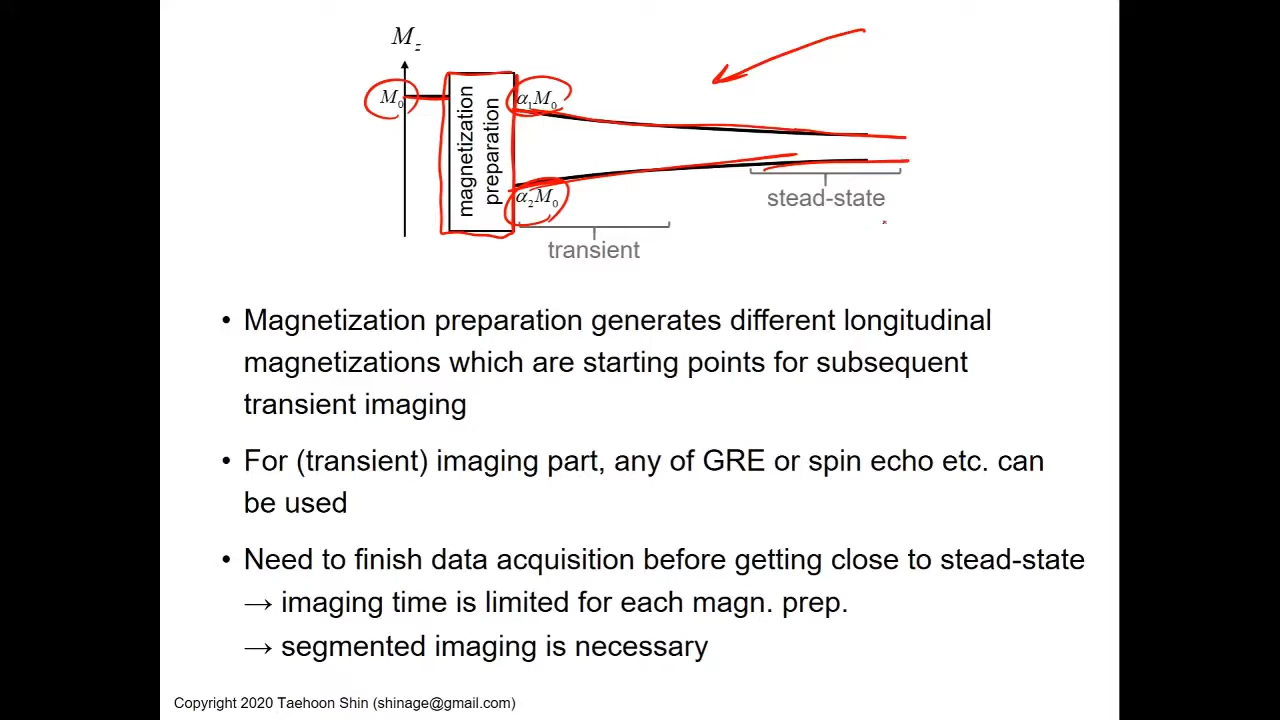 M_z
M_0
magnetization
preparation
α_1M_0
α_2M_0
stead-state
transient
• Magnetization preparation generates different longitudinal
magnetizations which are starting points for subsequent
transient imaging
• For (transient) imaging part, any of GRE or spin echo etc. can
be used
• Need to finish data acquisition before getting close to stead-state
→ imaging time is limited for each magn. prep.
→ segmented imaging is necessary
Copyright 2020 Taehoon Shin (shinage@gmail.com)